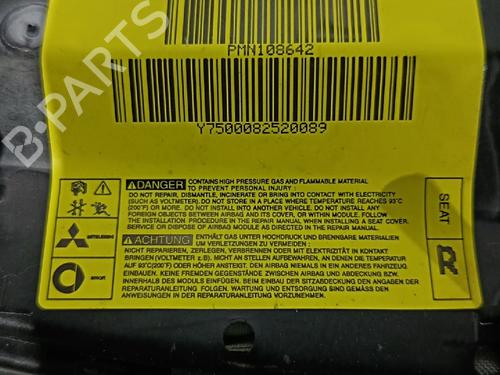 PMN108642
Y7500082520089
B-PARTS
DANGER
CONTAINS HIGH PRESSURE GAS AND FLAMMABLE MATERIAL
TO PREVENT PERSONAL INJURY :
DO NOT REPAIR, DISMANTLE, INCINERATE OR BRING INTO CONTACT WITH ELECTRICITY
(SUCH AS VOLTMETER). DO NOT STORE IN A PLACE WHERE TEMPERATURE REACHES 93°C
(200°F) OR MORE. DO NOT INSTALL INTO ANOTHER VEHICLE. DO NOT INSTALL ANY
FOREIGN OBJECTS BETWEEN AIRBAG AND ITS COVER, OR WITHIN MODULE. FOLLOW
THE INSTALLATION PROCEDURE IN REPAIR MANUAL WHEN INSTALLING A SEAT COVER.
SERVICE OR DISPOSE OF AIRBAG MODULE AS DIRECTED IN THE REPAIR MANUAL.
ACHTUNG
ENTHÄLT GAS UNTER HOCHDRUCK UND BRENNBARE MATERIALIEN
UM VERLETZUNGEN ZU VERMEIDEN :
NICHT REPARIEREN, ZERLEGEN, VERBRENNEN ODER MIT ELEKTRIZITÄT IN KONTAKT
BRINGEN (VOLTMETER z.B). NICHT AN STELLEN AUFBEWAHREN, AN DENEN DIE TEMPERATUR
AUF 93°C(200°F) ODER HÖHER ANSTEIGT. DEN AIRBAG NIEMALS IN EIN ANDERES FAHRZEUG
EINBAUEN. KEINE FREMDEN GEGENSTÄNDE ZWISCHEN AIRBAG UND ABDECKUNG BZW.
INNERHALB DES MODULS EINFÜGEN. BEIM EINBAU DER SITZABDECKUNG DEN ANGABEN DER
REPARATURANLEITUNG FOLGEN. WARTUNG UND ENTSORGUNG SIND GEMÄSS DEN
ANWEISUNGEN DER REPARATURANLEITUNG VORZUNEHMEN.
MITSUBISHI
smart
SEAT
R